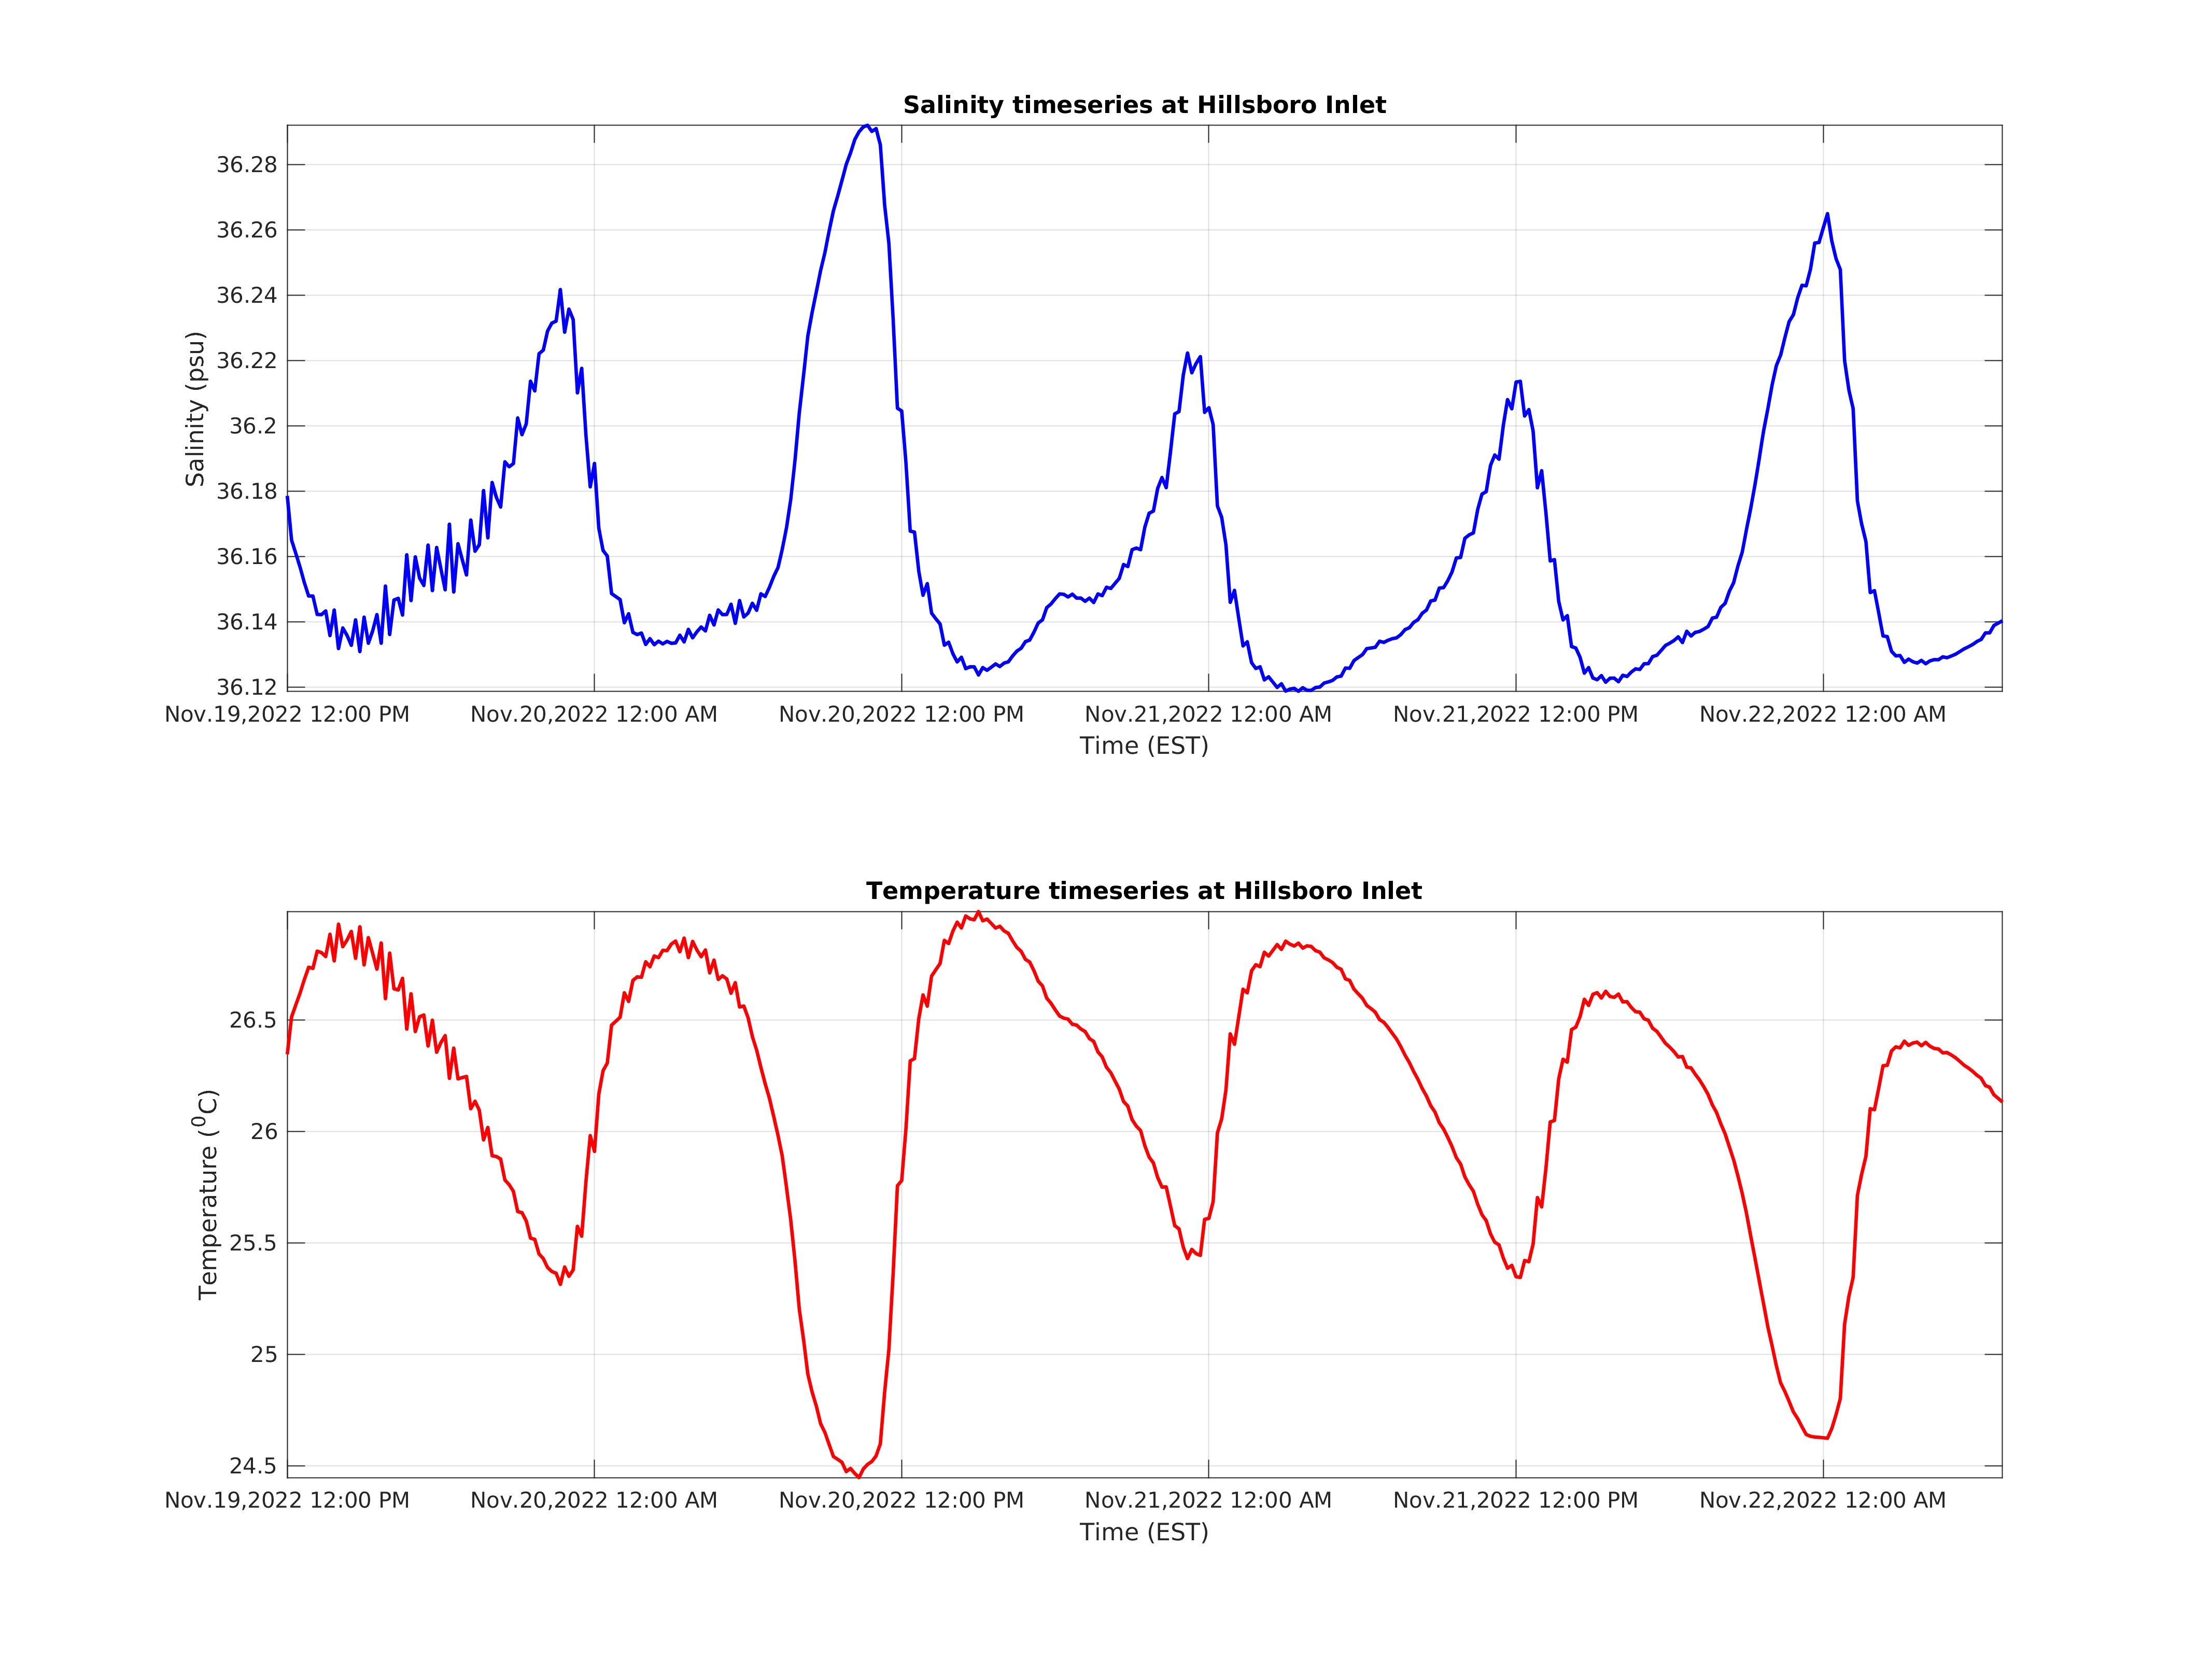 Salinity timeseries at Hillsboro Inlet
36.28
36.26
36.24
36.22
36.2
36.18
36.16
36.14
36.12
Salinity (psu)
Nov.19,2022 12:00 PM Nov.20,2022 12:00 AM Nov.20,2022 12:00 PM Nov.21,2022 12:00 AM Nov.21,2022 12:00 PM Nov.22,2022 12:00 AM
Time (EST)
Temperature timeseries at Hillsboro Inlet
26.5
26
25.5
25
24.5
Temperature (⁰C)
Nov.19,2022 12:00 PM Nov.20,2022 12:00 AM Nov.20,2022 12:00 PM Nov.21,2022 12:00 AM Nov.21,2022 12:00 PM Nov.22,2022 12:00 AM
Time (EST)